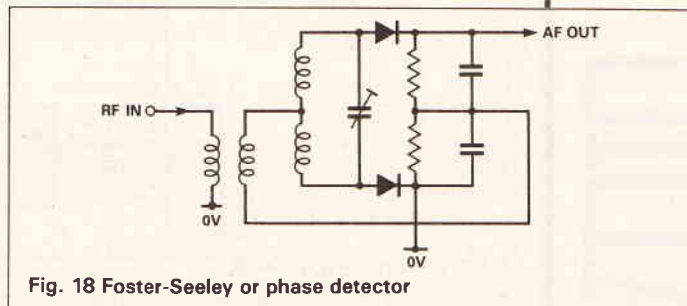 AF OUT
RF IN
0V
0V
Fig. 18 Foster-Seeley or phase detector